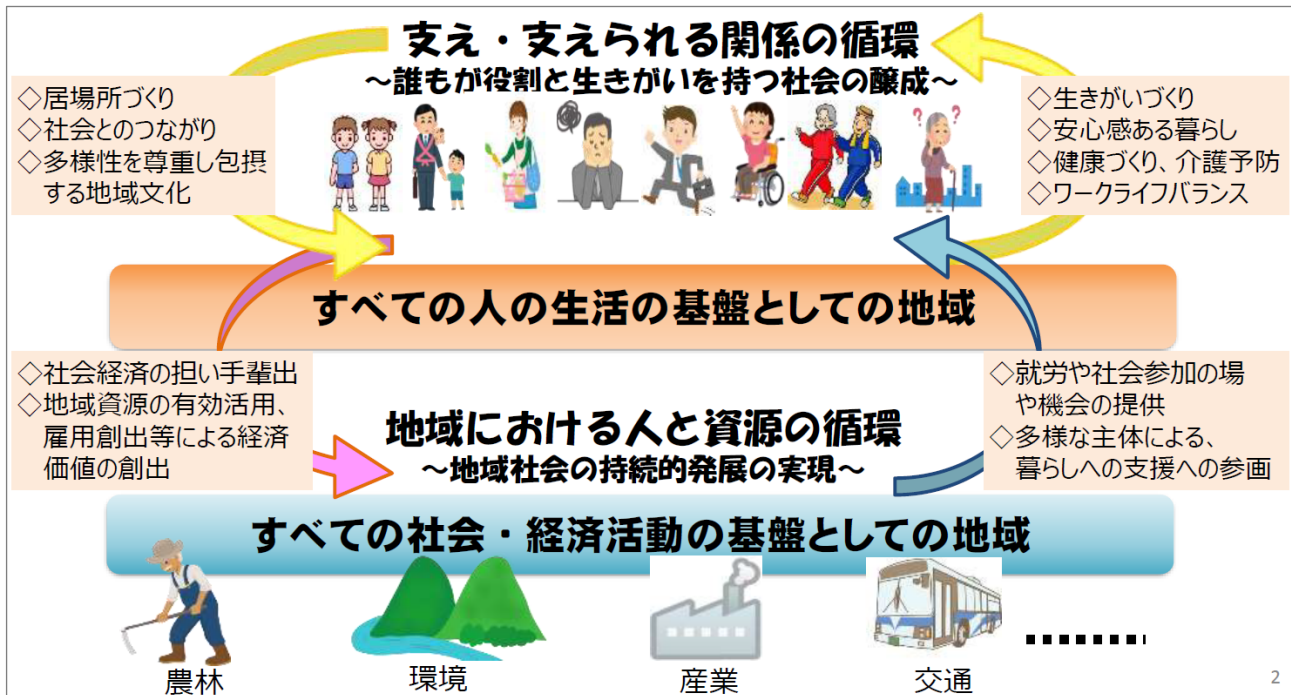 支え・支えられる関係の循環
～誰もが役割と生きがいを持つ社会の醸成～
◇居場所づくり
◇社会とのつながり
◇多様性を尊重し包摂
する地域文化
◇生きがいづくり
◇安心感ある暮らし
◇健康づくり、介護予防
◇ワークライフバランス
? ?
すべての人の生活の基盤としての地域
◇社会経済の担い手輩出
◇地域資源の有効活用、
雇用創出等による経済
価値の創出
地域における人と資源の循環
～地域社会の持続的発展の実現～
◇就労や社会参加の場
や機会の提供
◇多様な主体による、
暮らしへの支援への参画
すべての社会・経済活動の基盤としての地域
農林
環境
産業
交通
………
2